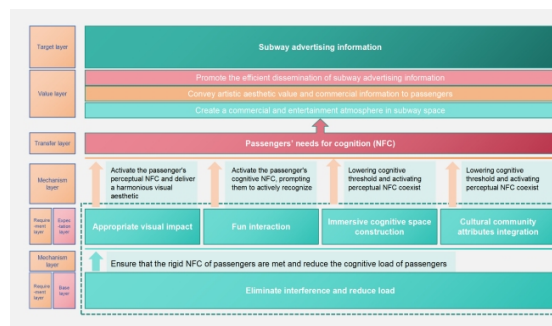 Target layer
Subway advertising information
Value layer
Promote the efficient dissemination of subway advertising information
Convey artistic aesthetic value and commercial information to passengers
Create a commercial and entertainment atmosphere in subway space
Transfer layer
Passengers' needs for cognition (NFC)
Mechanism
layer
Activate the passenger's
perceptual NFC and deliver
a harmonious visual
aesthetic
Activate the passenger's
cognitive NFC, prompting
them to actively recognize
Lowering cognitive
threshold and activating
perceptual NFC coexist
Lowering cognitive
threshold and activating
perceptual NFC coexist
Require
ment
layer
Expec
tation
layer
Appropriate visual impact
Fun interaction
Immersive cognitive space
construction
Cultural community
attributes integration
Mechanism
layer
Ensure that the rigid NFC of passengers are met and reduce the cognitive load of passengers
Require
ment
layer
Base
layer
Eliminate interference and reduce load